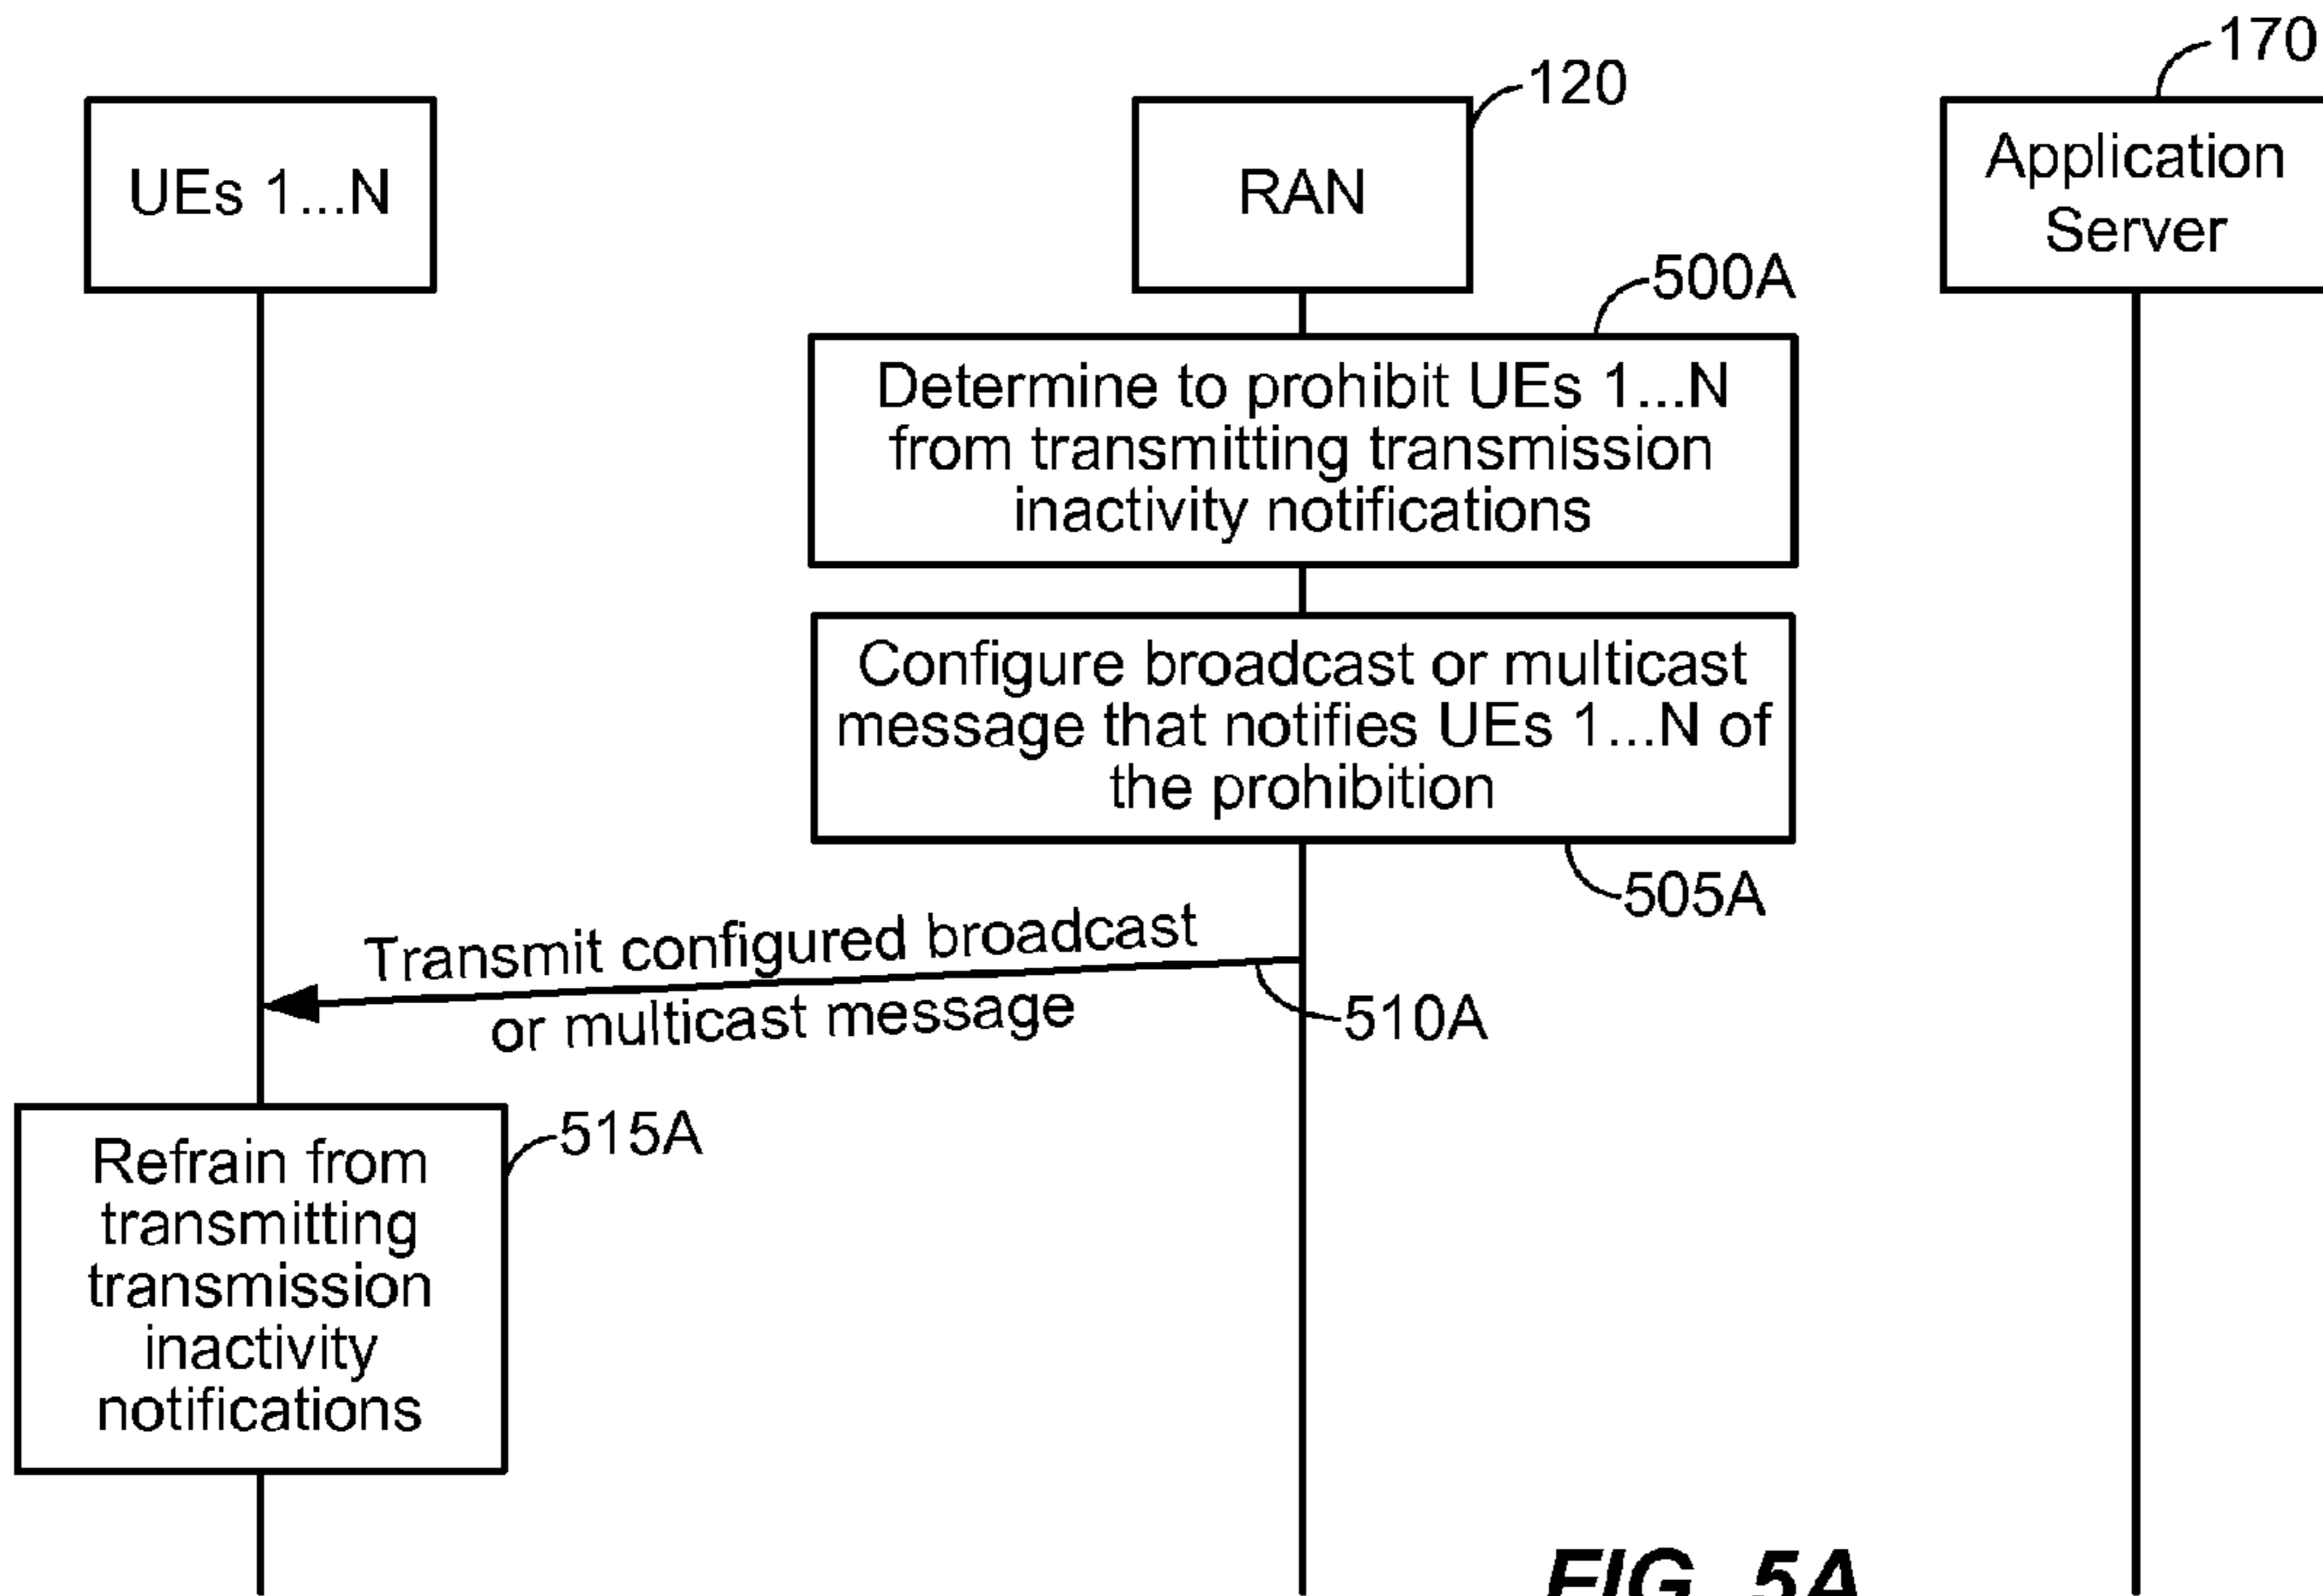 170
120
UEs 1...N
RAN
Application
Server
500A
Determine to prohibit UEs 1...N
from transmitting transmission
inactivity notifications
Configure broadcast or multicast
message that notifies UEs 1...N of
the prohibition
505A
Transmit configured broadcast
or multicast message
510A
515A
Refrain from
transmitting
transmission
inactivity
notifications
FIG. 5A